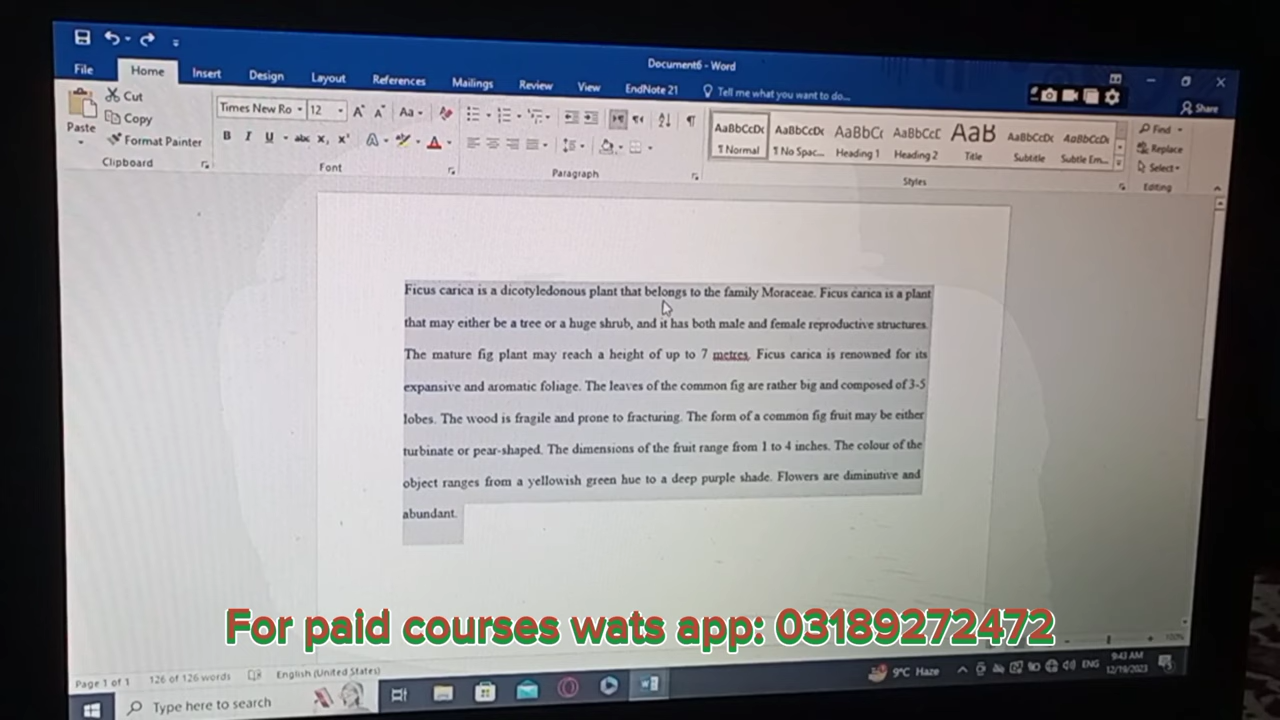 Document6 - Word
File Home Insert Design Layout References Mailings Review View EndNote 21 Tell me what you want to do...
Share
Paste
Cut
Copy
Format Painter
Clipboard
Times New Ro 12
Font
Paragraph
AaBbCcDc AaBbCcDc AaBbC( AaBbCcC AaB AaBbCcD AaBbCcDc
¶ Normal ¶ No Spac... Heading 1 Heading 2 Title Subtitle Subtle Em...
Styles
Find
Replace
Select
Editing
Ficus carica is a dicotyledonous plant that belongs to the family Moraceae. Ficus carica is a plant
that may either be a tree or a huge shrub, and it has both male and female reproductive structures.
The mature fig plant may reach a height of up to 7 metres. Ficus carica is renowned for its
expansive and aromatic foliage. The leaves of the common fig are rather big and composed of 3-5
lobes. The wood is fragile and prone to fracturing. The form of a common fig fruit may be either
turbinate or pear-shaped. The dimensions of the fruit range from 1 to 4 inches. The colour of the
object ranges from a yellowish green hue to a deep purple shade. Flowers are diminutive and
abundant.
For paid courses wats app: 03189272472
Page 1 of 1 126 of 126 words English (United States)
Type here to search
9°C Haze
ENG
9:43 AM
12/19/2023